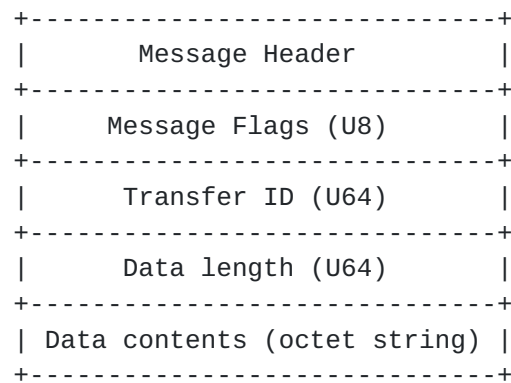 Message Header
Message Flags (U8)
Transfer ID (U64)
Data length (U64)
Data contents (octet string)